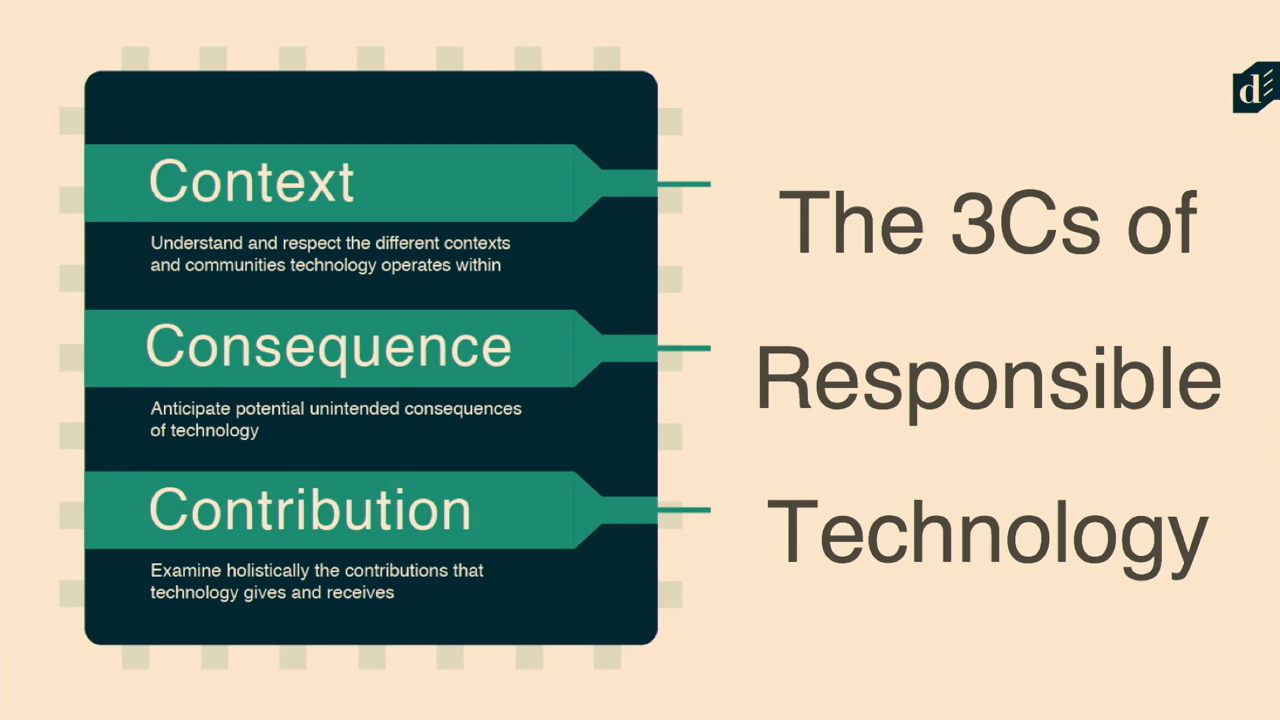 Context
Understand and respect the different contexts
and communities technology operates within
Consequence
Anticipate potential unintended consequences
of technology
Contribution
Examine holistically the contributions that
technology gives and receives
The 3Cs of
Responsible
Technology
d